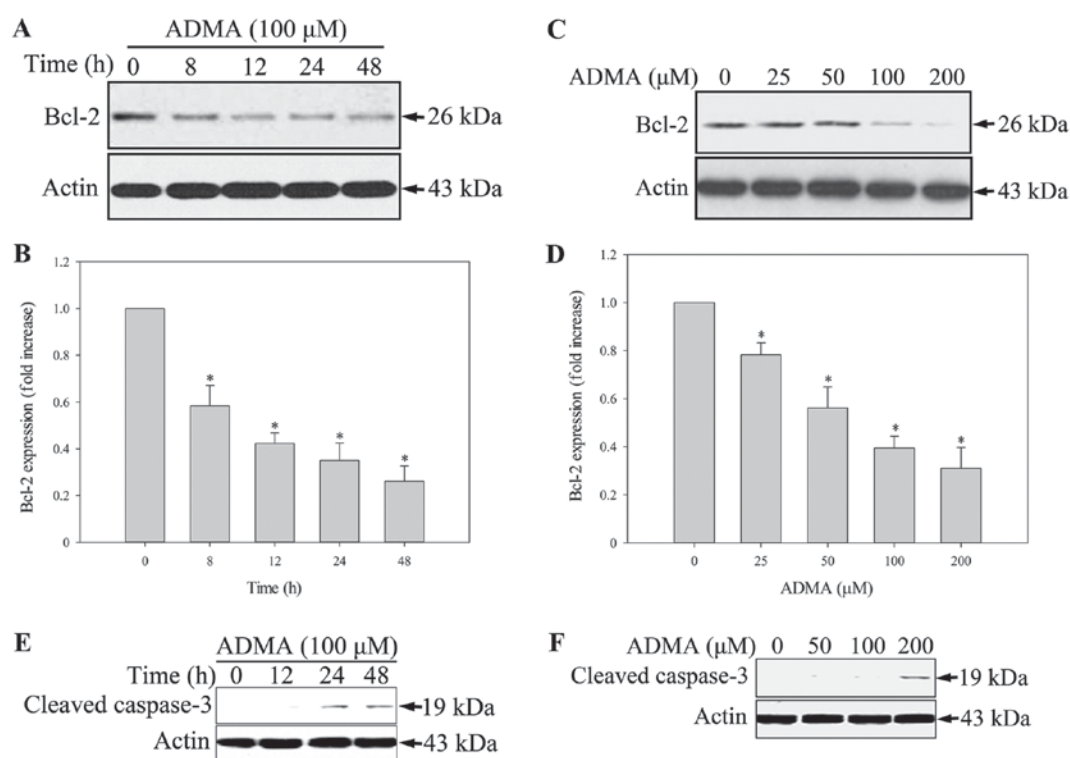 A
ADMA (100 μM)
Time (h) 0 8 12 24 48
Bcl-2 26 kDa
Actin 43 kDa
C
ADMA (μM) 0 25 50 100 200
Bcl-2 26 kDa
Actin 43 kDa
B
Bcl-2 expression (fold increase)
1.2
1.0
0.8
0.6
0.4
0.2
0
* * * *
0 8 12 24 48
Time (h)
D
Bcl-2 expression (fold increase)
1.2
1.0
0.8
0.6
0.4
0.2
0
* * * *
0 25 50 100 200
ADMA (μM)
E
ADMA (100 μM)
Time (h) 0 12 24 48
Cleaved caspase-3 19 kDa
Actin 43 kDa
F
ADMA (μM) 0 50 100 200
Cleaved caspase-3 19 kDa
Actin 43 kDa